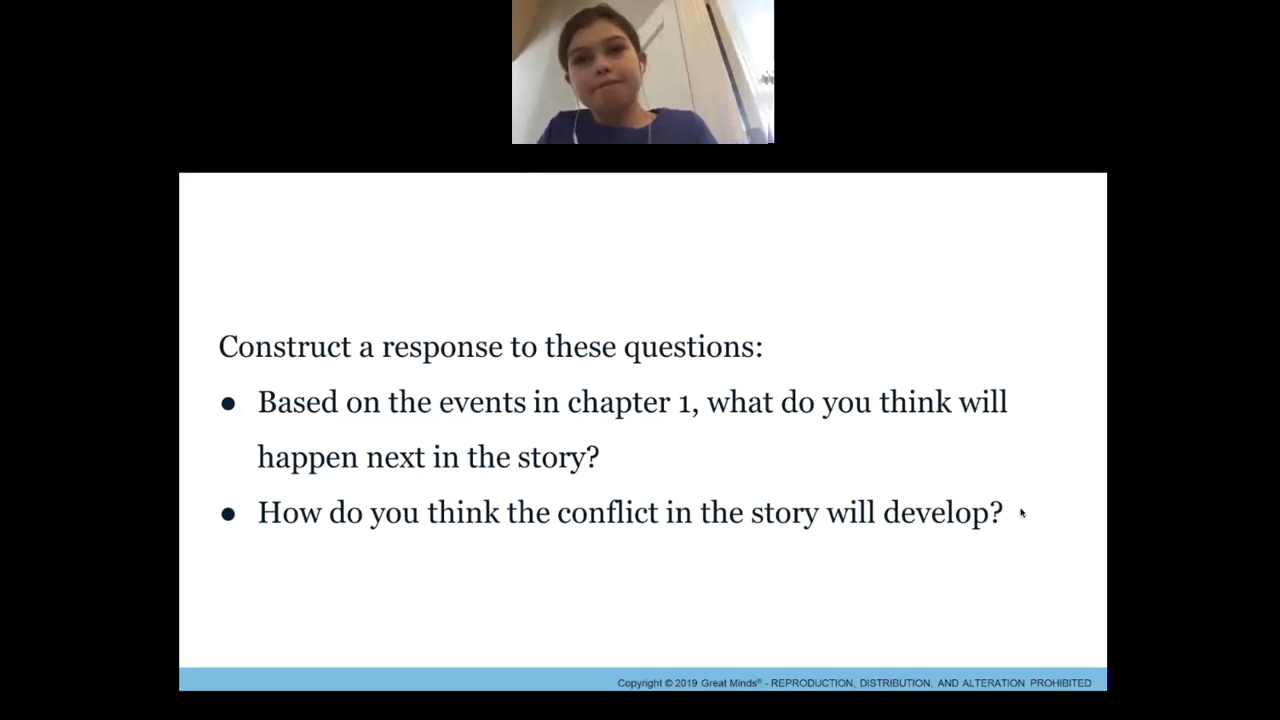 Construct a response to these questions:
● Based on the events in chapter 1, what do you think will
happen next in the story?
● How do you think the conflict in the story will develop?
Copyright © 2019 Great Minds® - REPRODUCTION, DISTRIBUTION, AND ALTERATION PROHIBITED